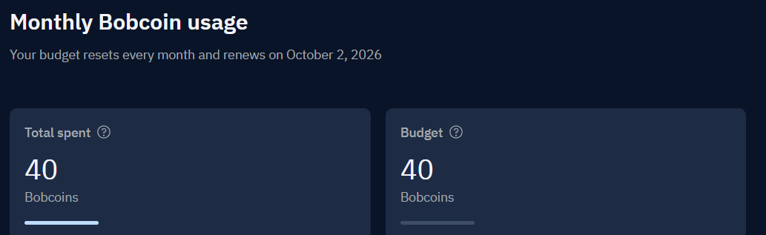 Monthly Bobcoin usage
Your budget resets every month and renews on October 2, 2026
Total spent
40
Bobcoins
Budget
40
Bobcoins